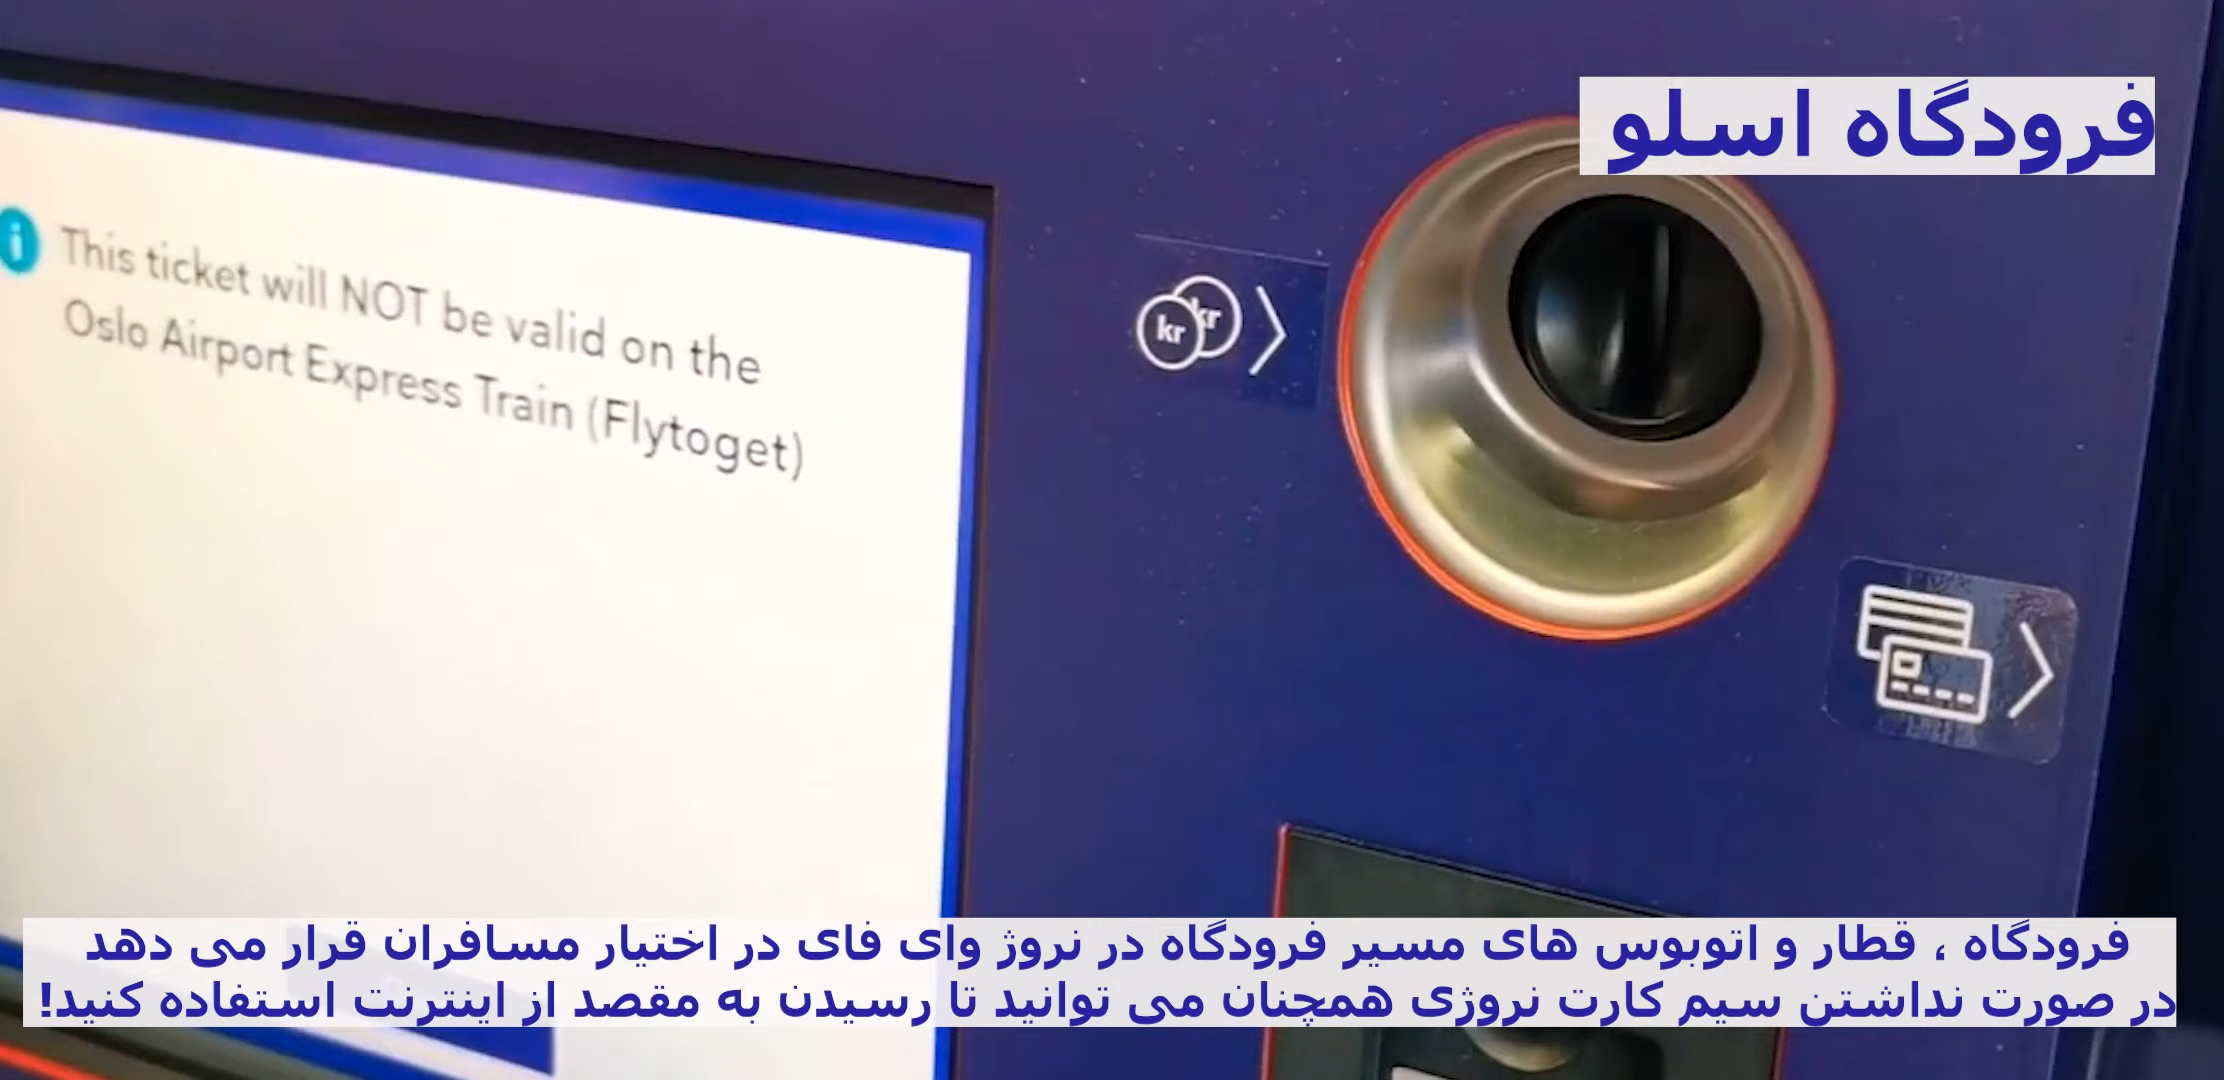 فرودگاه اسلو
This ticket will NOT be valid on the
Oslo Airport Express Train (Flytoget)
kr kr
فرودگاه ، قطار و اتوبوس های مسیر فرودگاه در نروژ وای فای در اختیار مسافران قرار می دهد
در صورت نداشتن سیم کارت نروژی همچنان می توانید تا رسیدن به مقصد از اینترنت استفاده کنید!